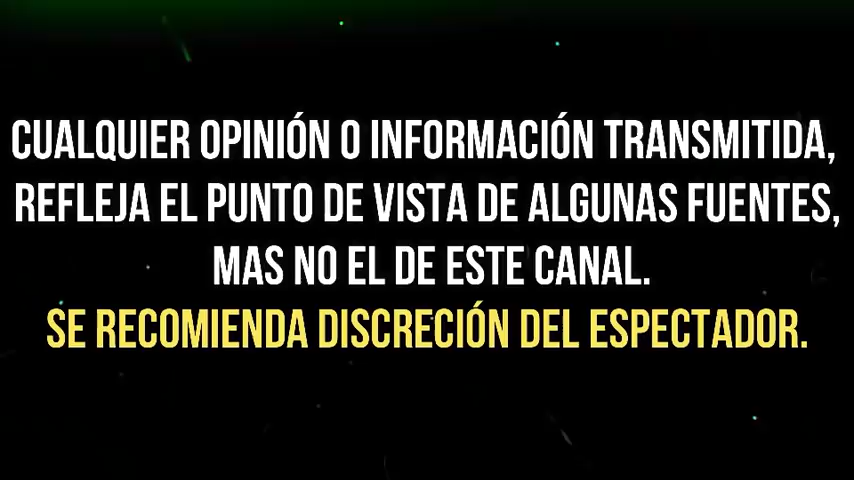 CUALQUIER OPINIÓN O INFORMACIÓN TRANSMITIDA,
REFLEJA EL PUNTO DE VISTA DE ALGUNAS FUENTES,
MAS NO EL DE ESTE CANAL.
SE RECOMIENDA DISCRECIÓN DEL ESPECTADOR.